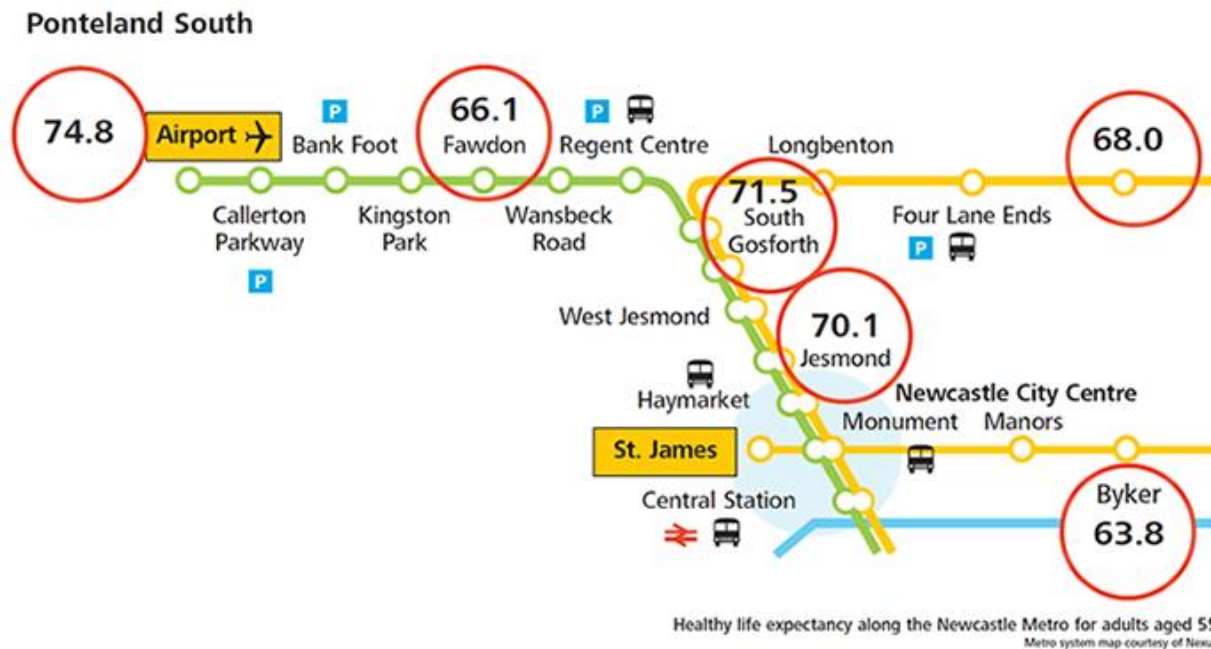 Ponteland South
74.8
Airport
P
Bank Foot
66.1
Fawdon
P
Regent Centre
Longbenton
68.0
Callerton
Parkway
P
Kingston
Park
Wansbeck
Road
71.5
South
Gosforth
Four Lane Ends
P
West Jesmond
70.1
Jesmond
Haymarket
Newcastle City Centre
Monument
Manors
St. James
Central Station
Byker
63.8
Healthy life expectancy along the Newcastle Metro for adults aged
Metro system map courtesy of